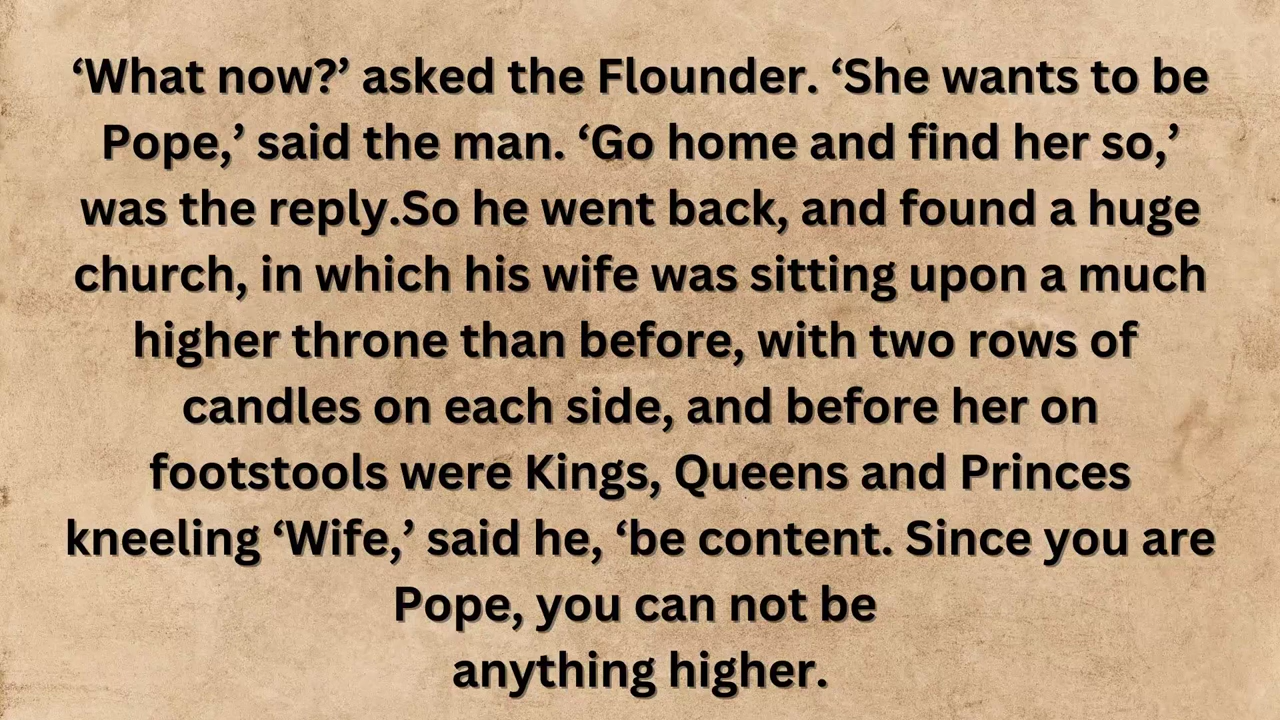 ‘What now?’ asked the Flounder. ‘She wants to be
Pope,’ said the man. ‘Go home and find her so,’
was the reply.So he went back, and found a huge
church, in which his wife was sitting upon a much
higher throne than before, with two rows of
candles on each side, and before her on
footstools were Kings, Queens and Princes
kneeling ‘Wife,’ said he, ‘be content. Since you are
Pope, you can not be
anything higher.